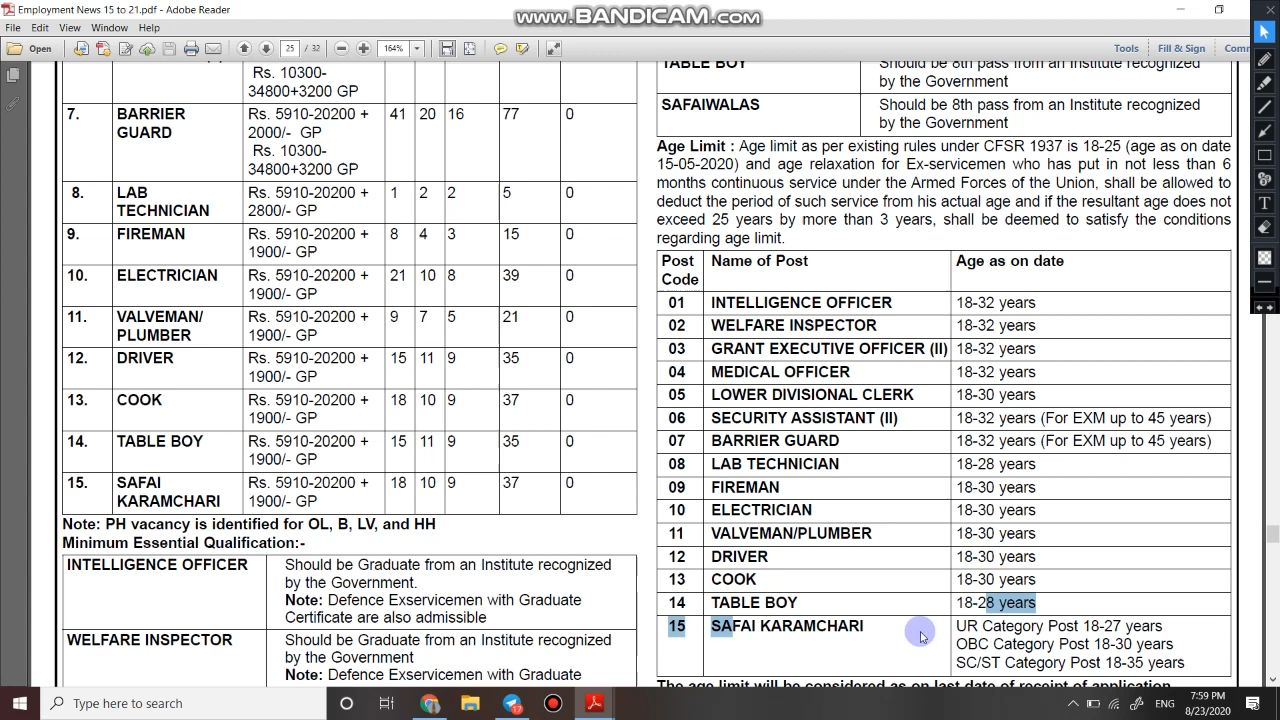 Employment News 15 to 21.pdf - Adobe Reader
www.BANDICAM.com
File Edit View Window Help
Open 25 / 32 164% Tools Fill & Sign Comm
Rs. 10300-
34800+3200 GP
7. BARRIER GUARD Rs. 5910-20200 + 2000/- GP Rs. 10300-34800+3200 GP 41 20 16 77 0
8. LAB TECHNICIAN Rs. 5910-20200 + 2800/- GP 1 2 2 5 0
9. FIREMAN Rs. 5910-20200 + 1900/- GP 8 4 3 15 0
10. ELECTRICIAN Rs. 5910-20200 + 1900/- GP 21 10 8 39 0
11. VALVEMAN/ PLUMBER Rs. 5910-20200 + 1900/- GP 9 7 5 21 0
12. DRIVER Rs. 5910-20200 + 1900/- GP 15 11 9 35 0
13. COOK Rs. 5910-20200 + 1900/- GP 18 10 9 37 0
14. TABLE BOY Rs. 5910-20200 + 1900/- GP 15 11 9 35 0
15. SAFAI KARAMCHARI Rs. 5910-20200 + 1900/- GP 18 10 9 37 0
Note: PH vacancy is identified for OL, B, LV, and HH
Minimum Essential Qualification:-
INTELLIGENCE OFFICER Should be Graduate from an Institute recognized
by the Government.
Note: Defence Exservicemen with Graduate
Certificate are also admissible
WELFARE INSPECTOR Should be Graduate from an Institute recognized
by the Government
Note: Defence Exservicemen with Graduate
TABLE BOY Should be 8th pass from an Institute recognized
by the Government
SAFAIWALAS Should be 8th pass from an Institute recognized
by the Government
Age Limit : Age limit as per existing rules under CFSR 1937 is 18-25 (age as on date
15-05-2020) and age relaxation for Ex-servicemen who has put in not less than 6
months continuous service under the Armed Forces of the Union, shall be allowed to
deduct the period of such service from his actual age and if the resultant age does not
exceed 25 years by more than 3 years, shall be deemed to satisfy the conditions
regarding age limit.
Post Code Name of Post Age as on date
01 INTELLIGENCE OFFICER 18-32 years
02 WELFARE INSPECTOR 18-32 years
03 GRANT EXECUTIVE OFFICER (II) 18-32 years
04 MEDICAL OFFICER 18-32 years
05 LOWER DIVISIONAL CLERK 18-30 years
06 SECURITY ASSISTANT (II) 18-32 years (For EXM up to 45 years)
07 BARRIER GUARD 18-32 years (For EXM up to 45 years)
08 LAB TECHNICIAN 18-28 years
09 FIREMAN 18-30 years
10 ELECTRICIAN 18-30 years
11 VALVEMAN/PLUMBER 18-30 years
12 DRIVER 18-30 years
13 COOK 18-30 years
14 TABLE BOY 18-28 years
15 SAFAI KARAMCHARI UR Category Post 18-27 years
OBC Category Post 18-30 years
SC/ST Category Post 18-35 years
The age limit will be considered as on last date of receipt of application
Type here to search
17
ENG
7:59 PM
8/23/2020